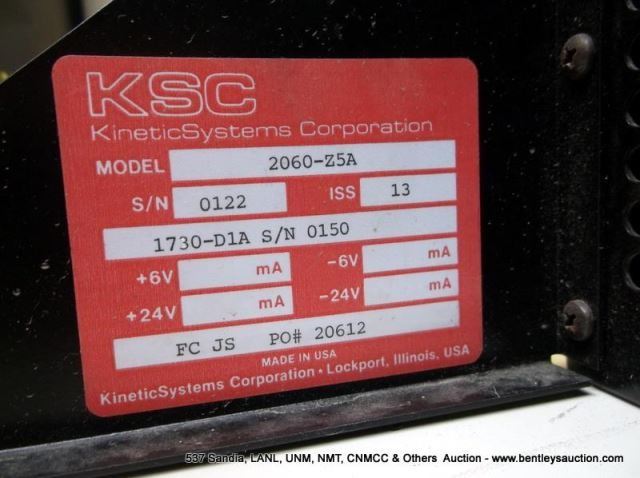 KSC
KineticSystems Corporation
MODEL 2060-Z5A
S/N 0122 ISS 13
1730-D1A S/N 0150
+6V mA -6V mA
+24V mA -24V mA
FC JS PO# 20612
MADE IN USA
KineticSystems Corporation • Lockport, Illinois, USA
537 Sandia, LANL, UNM, NMT, CNMCC & Others Auction - www.bentleysauction.com